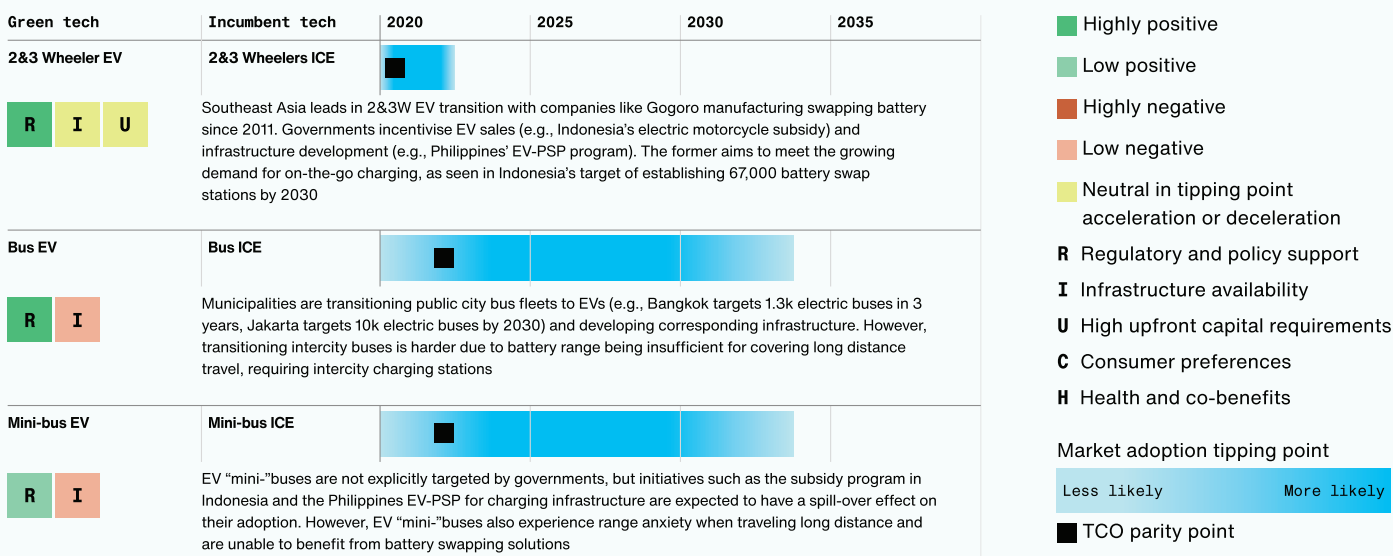 Green tech Incumbent tech 2020 2025 2030 2035
2&3 Wheeler EV 2&3 Wheelers ICE
R I U
Southeast Asia leads in 2&3W EV transition with companies like Gogoro manufacturing swapping battery
since 2011. Governments incentivise EV sales (e.g., Indonesia’s electric motorcycle subsidy) and
infrastructure development (e.g., Philippines’ EV-PSP program). The former aims to meet the growing
demand for on-the-go charging, as seen in Indonesia’s target of establishing 67,000 battery swap
stations by 2030
Bus EV Bus ICE
R I
Municipalities are transitioning public city bus fleets to EVs (e.g., Bangkok targets 1.3k electric buses in 3
years, Jakarta targets 10k electric buses by 2030) and developing corresponding infrastructure. However,
transitioning intercity buses is harder due to battery range being insufficient for covering long distance
travel, requiring intercity charging stations
Mini-bus EV Mini-bus ICE
R I
EV “mini-”buses are not explicitly targeted by governments, but initiatives such as the subsidy program in
Indonesia and the Philippines EV-PSP for charging infrastructure are expected to have a spill-over effect on
their adoption. However, EV “mini-”buses also experience range anxiety when traveling long distance and
are unable to benefit from battery swapping solutions
Highly positive
Low positive
Highly negative
Low negative
Neutral in tipping point
acceleration or deceleration
R Regulatory and policy support
I Infrastructure availability
U High upfront capital requirements
C Consumer preferences
H Health and co-benefits
Market adoption tipping point
Less likely More likely
TCO parity point